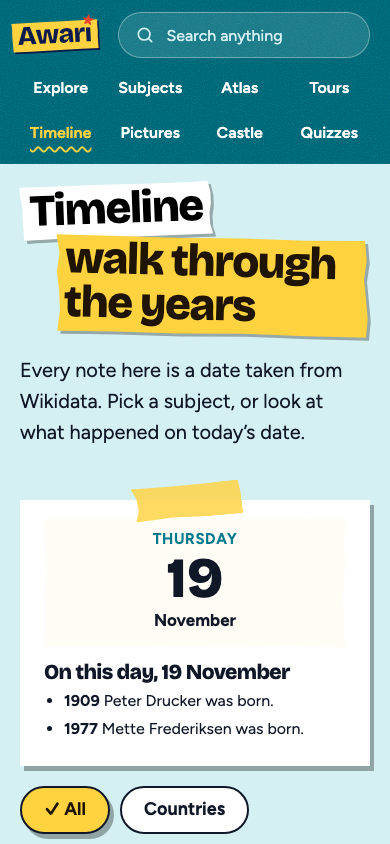 Awari
Search anything
Explore Subjects Atlas Tours
Timeline Pictures Castle Quizzes
Timeline
walk through
the years
Every note here is a date taken from
Wikidata. Pick a subject, or look at
what happened on today’s date.
THURSDAY
19
November
On this day, 19 November
• 1909 Peter Drucker was born.
• 1977 Mette Frederiksen was born.
✓ All Countries